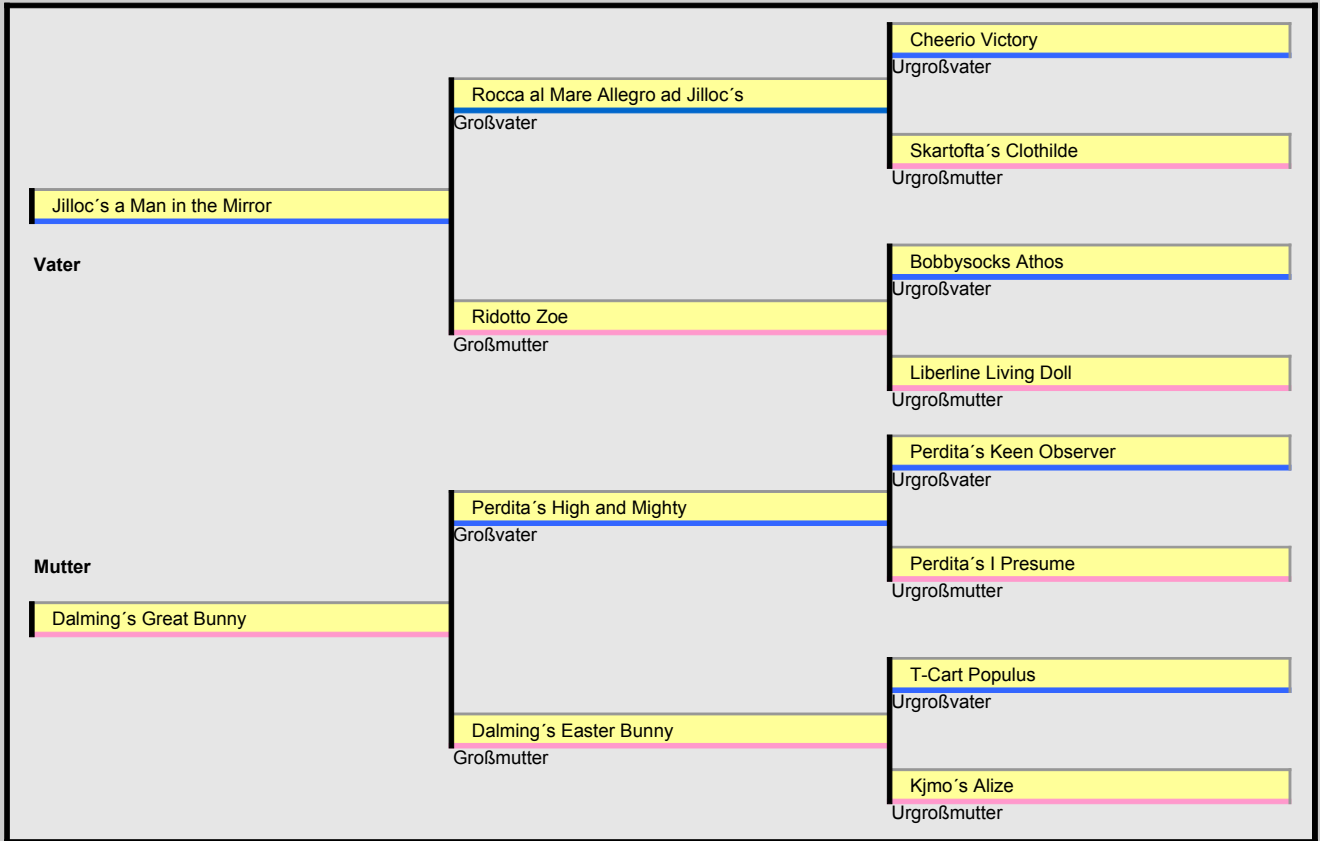 Cheerio Victory
Urgroßvater
Rocca al Mare Allegro ad Jilloc´s
Großvater
Skartofta´s Clothilde
Urgroßmutter
Jilloc´s a Man in the Mirror
Vater
Bobbysocks Athos
Urgroßvater
Ridotto Zoe
Großmutter
Liberline Living Doll
Urgroßmutter
Perdita´s Keen Observer
Urgroßvater
Perdita´s High and Mighty
Großvater
Mutter
Perdita´s I Presume
Urgroßmutter
Dalming´s Great Bunny
T-Cart Populus
Urgroßvater
Dalming´s Easter Bunny
Großmutter
Kjmo´s Alize
Urgroßmutter